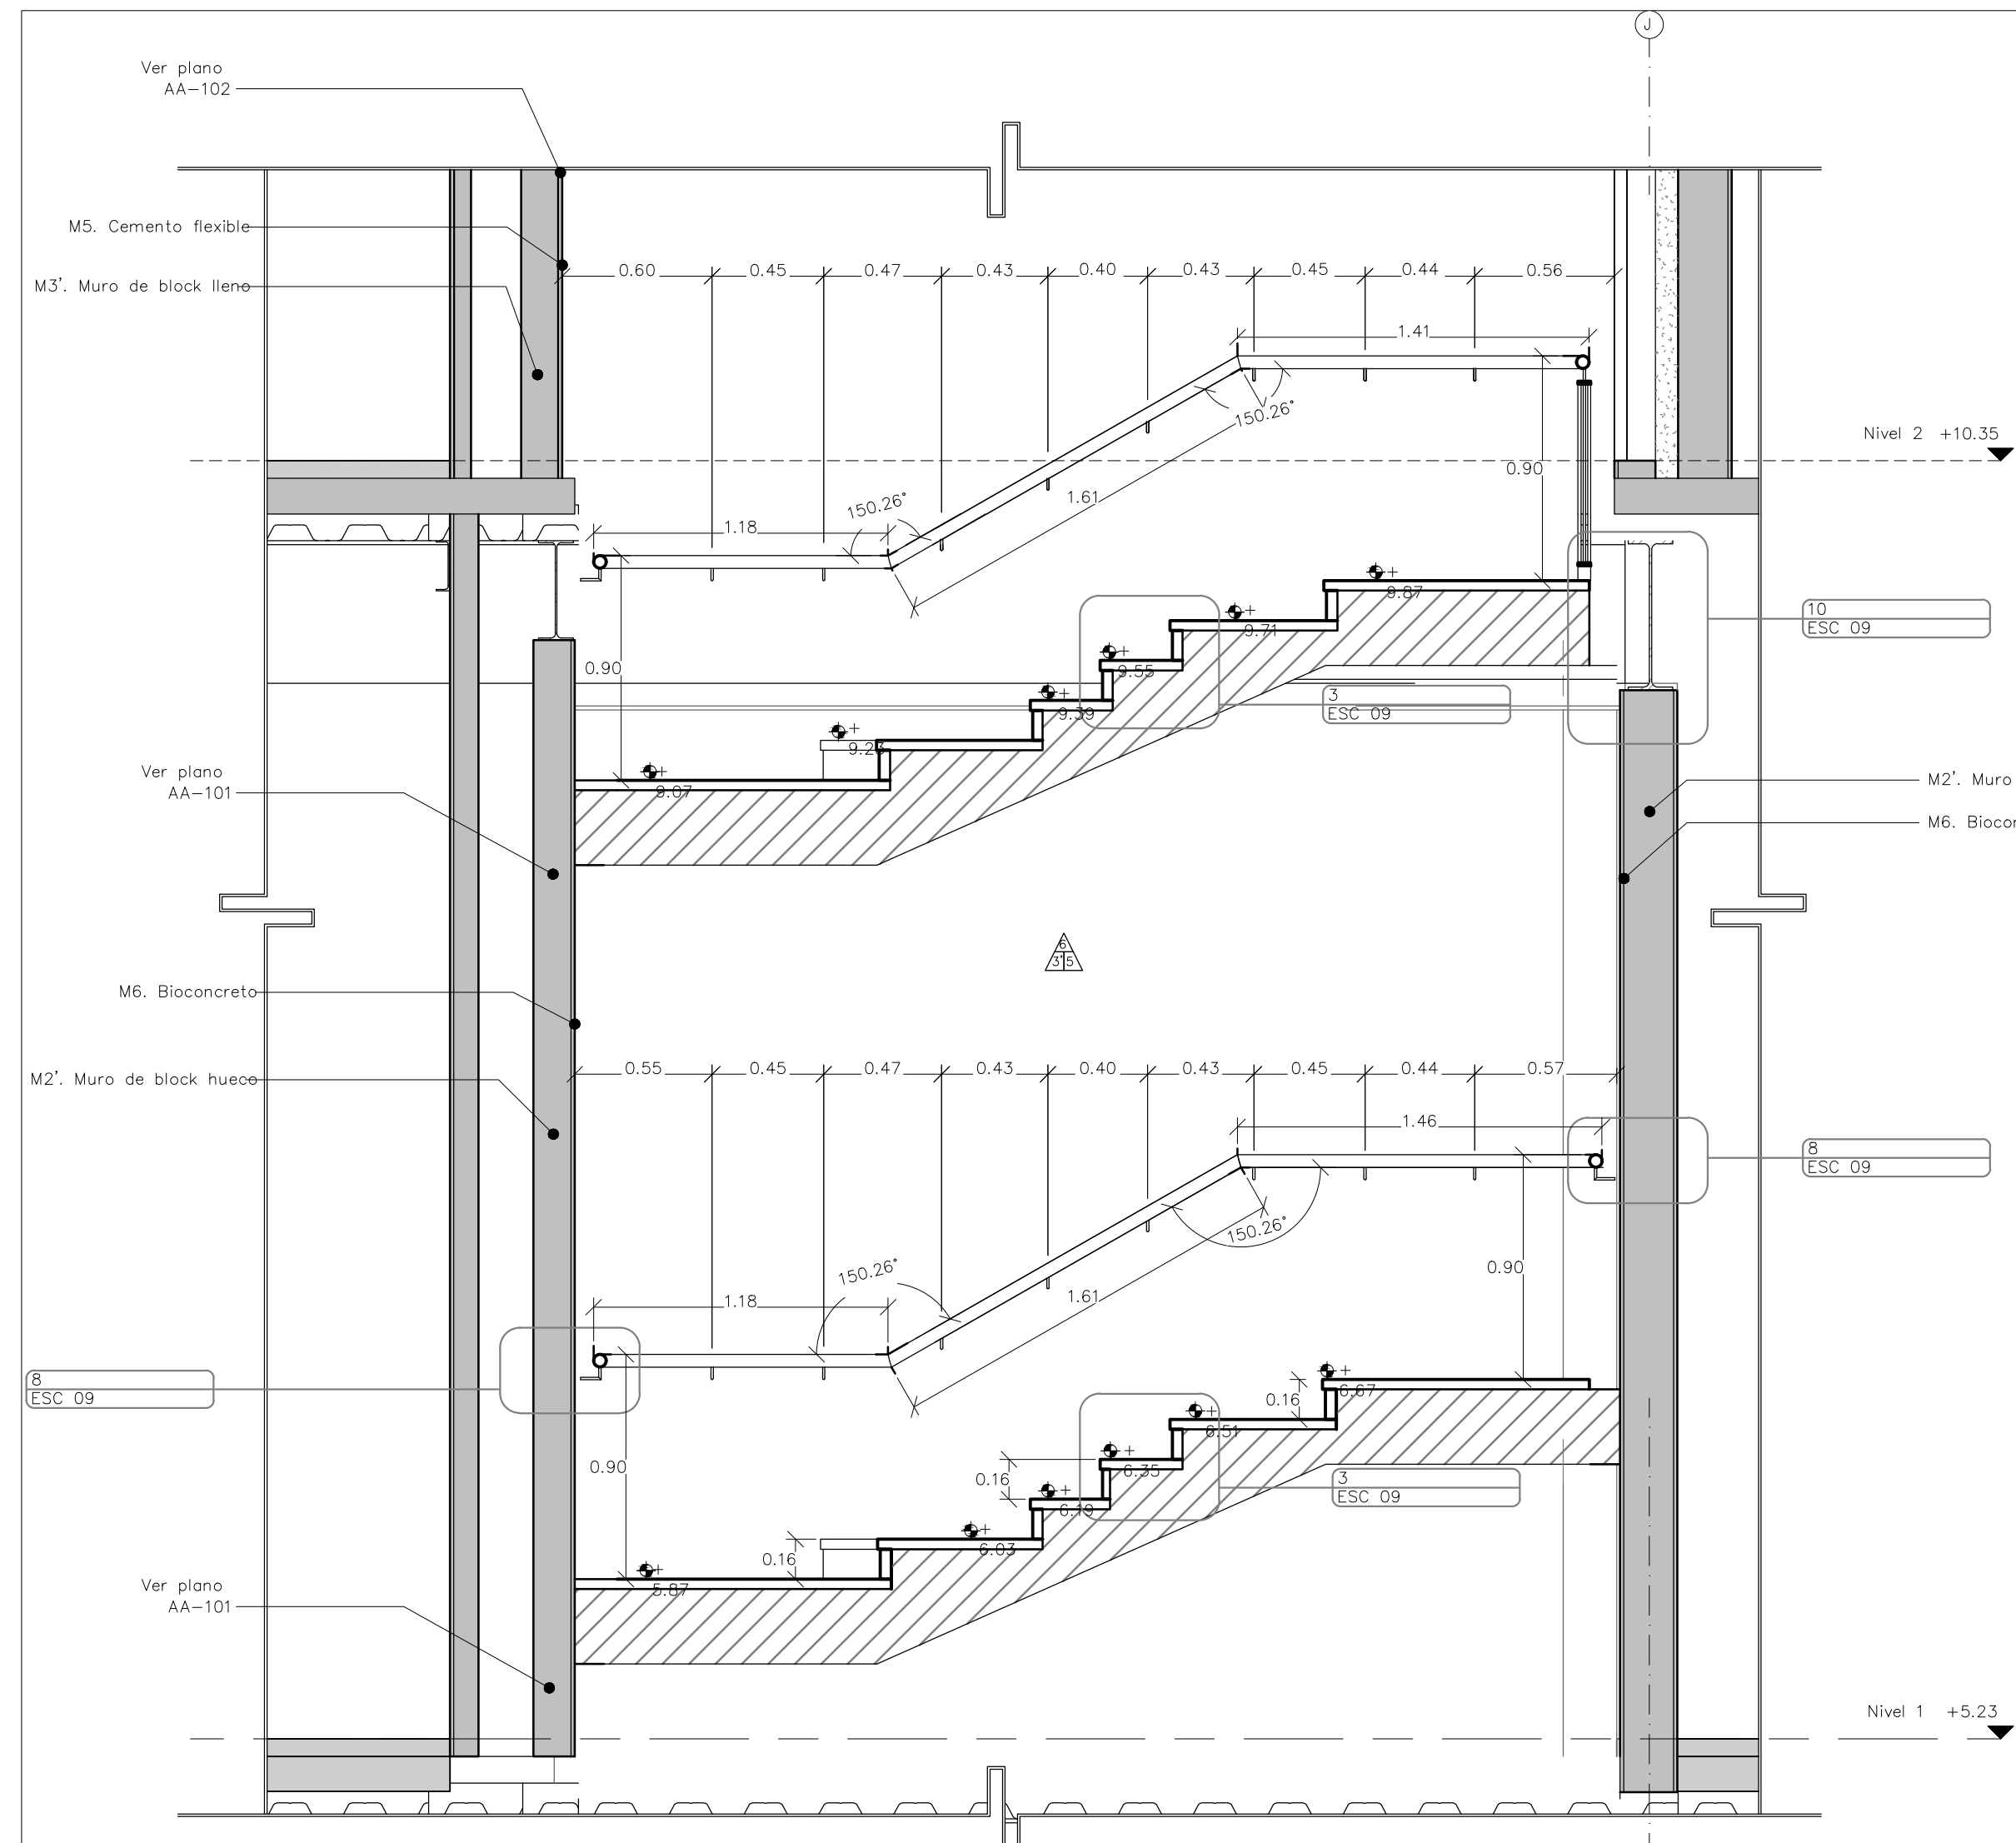 J
Ver plano
AA-102
M5. Cemento flexible
M3'. Muro de block lleno
0.60 0.45 0.47 0.43 0.40 0.43 0.45 0.44 0.56
1.41
150.26°
Nivel 2 +10.35
0.90
1.61
150.26°
1.18
+
9.87
10
ESC 09
+
9.71
+
9.55
0.90
+
9.39
3
ESC 09
+
9.23
+
9.07
Ver plano
AA-101
M2'. Muro
M6.
6
3' 5
M6. Bioconcreto
M2'. Muro de block hueco
0.55 0.45 0.47 0.43 0.40 0.43 0.45 0.44 0.57
1.46
8
ESC 09
150.26°
0.90
150.26°
1.61
1.18
8
ESC 09
+
6.67
0.16
+
6.51
+
6.35
0.90
0.16
3
ESC 09
+
6.19
+
6.03
0.16
+
5.87
Ver plano
AA-101
Nivel 1 +5.23